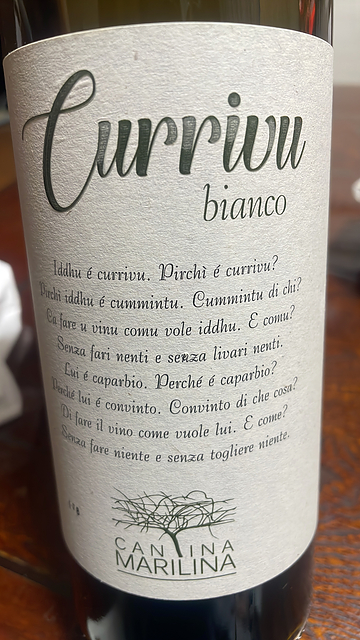 Currivu
bianco
Iddhu é currivu. Pirchì é currivu?
Pirchì iddhu é cummintu. Cummintu di chi?
Ca fare u vinu comu vole iddhu. E comu?
Senza fari nenti e senza livari nenti.
Lui é caparbio. Perché é caparbio?
Perché lui é convinto. Convinto di che cosa?
Di fare il vino come vuole lui. E come?
Senza fare niente e senza togliere niente.
CANTINA
MARILINA